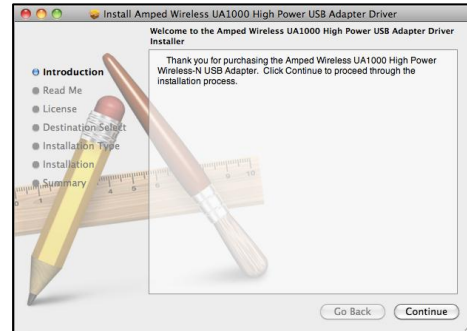 Install Amped Wireless UA1000 High Power USB Adapter Driver
Welcome to the Amped Wireless UA1000 High Power USB Adapter Driver
Installer
Introduction
Read Me
License
Destination Select
Installation Type
Installation
Summary
Thank you for purchasing the Amped Wireless UA1000 High Power
Wireless-N USB Adapter. Click Continue to proceed through the
installation process.
Go Back
Continue